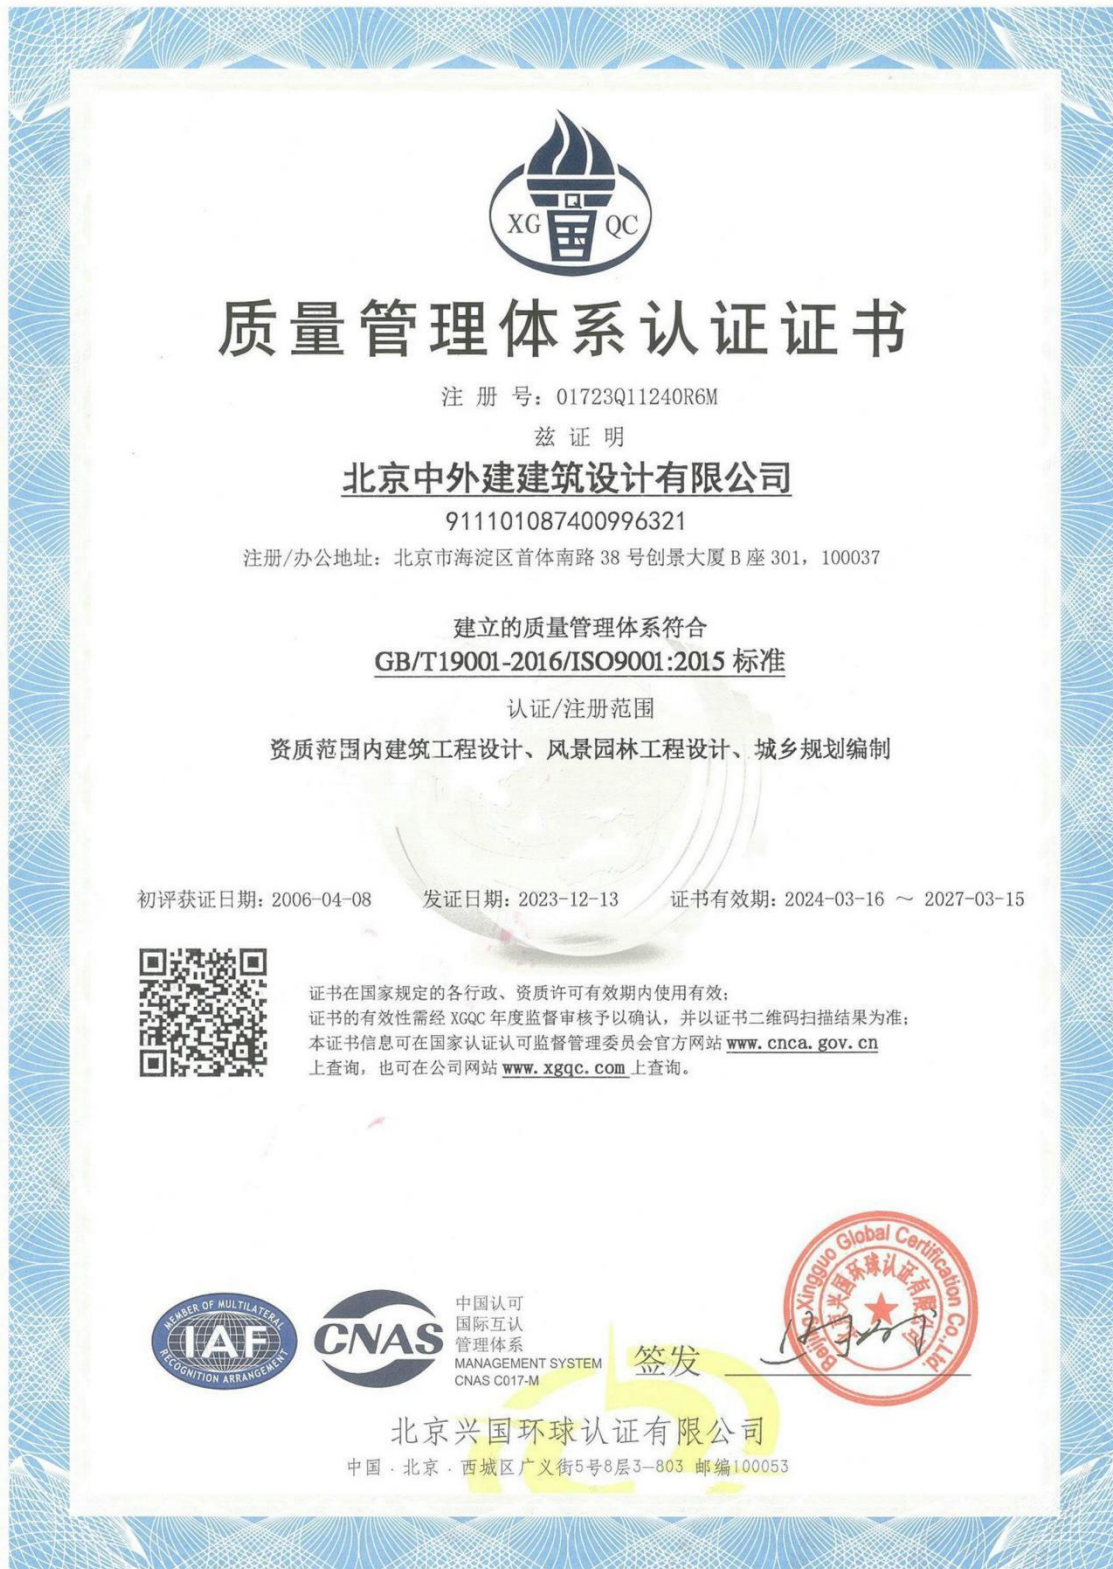 XG Q QC
质量管理体系认证证书
注 册 号：01723Q11240R6M
兹 证 明
北京中外建建筑设计有限公司
911101087400996321
注册/办公地址：北京市海淀区首体南路 38 号创景大厦 B 座 301，100037
建立的质量管理体系符合
GB/T19001-2016/ISO9001:2015 标准
认证/注册范围
资质范围内建筑工程设计、风景园林工程设计、城乡规划编制
初评获证日期：2006-04-08 发证日期：2023-12-13 证书有效期：2024-03-16 ～ 2027-03-15
证书在国家规定的各行政、资质许可有效期内使用有效；
证书的有效性需经 XGQC 年度监督审核予以确认，并以证书二维码扫描结果为准；
本证书信息可在国家认证认可监督管理委员会官方网站 www.cnca.gov.cn
上查询，也可在公司网站 www.xgqc.com 上查询。
MEMBER OF MULTILATERAL
IAF
RECOGNITION ARRANGEMENT
CNAS
中国认可
国际互认
管理体系
MANAGEMENT SYSTEM
CNAS C017-M
签发
Beijing Xingguo Global Certification Co.,Ltd.
北京兴国环球认证有限公司
北京兴国环球认证有限公司
中国·北京·西城区广义街5号8层3-803 邮编100053